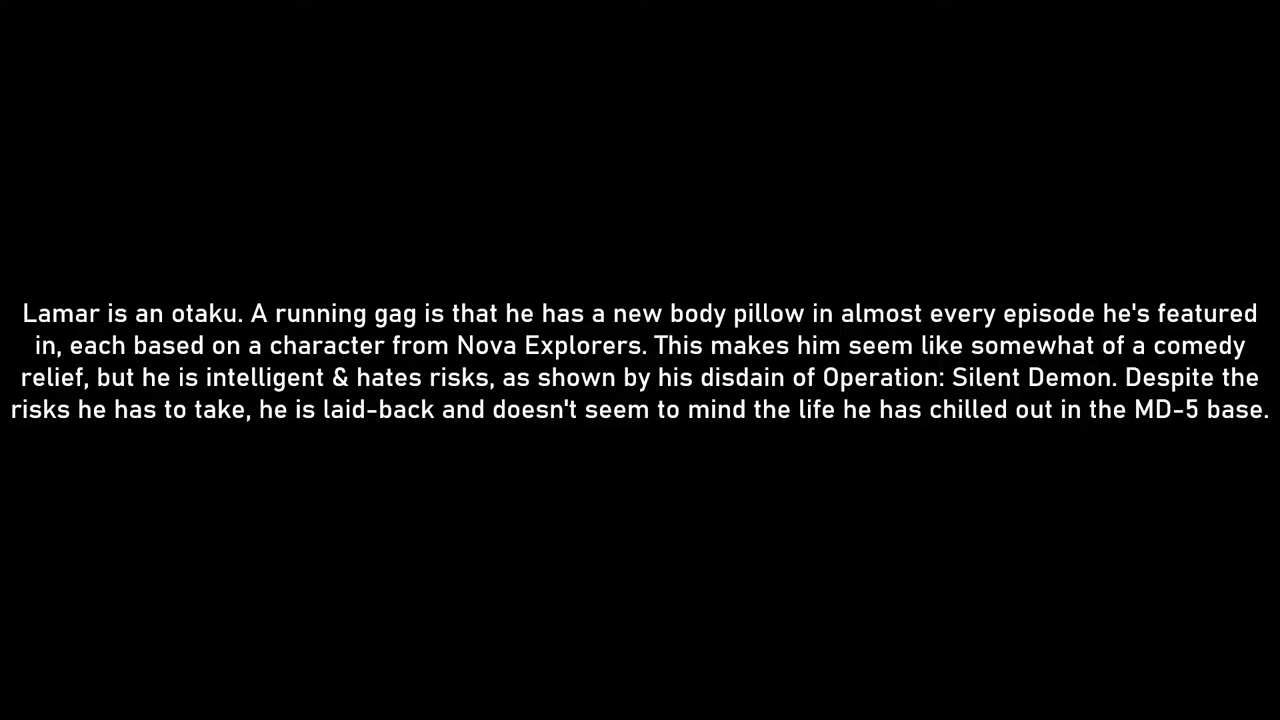 Lamar is an otaku. A running gag is that he has a new body pillow in almost every episode he's featured
in, each based on a character from Nova Explorers. This makes him seem like somewhat of a comedy
relief, but he is intelligent & hates risks, as shown by his disdain of Operation: Silent Demon. Despite the
risks he has to take, he is laid-back and doesn't seem to mind the life he has chilled out in the MD-5 base.